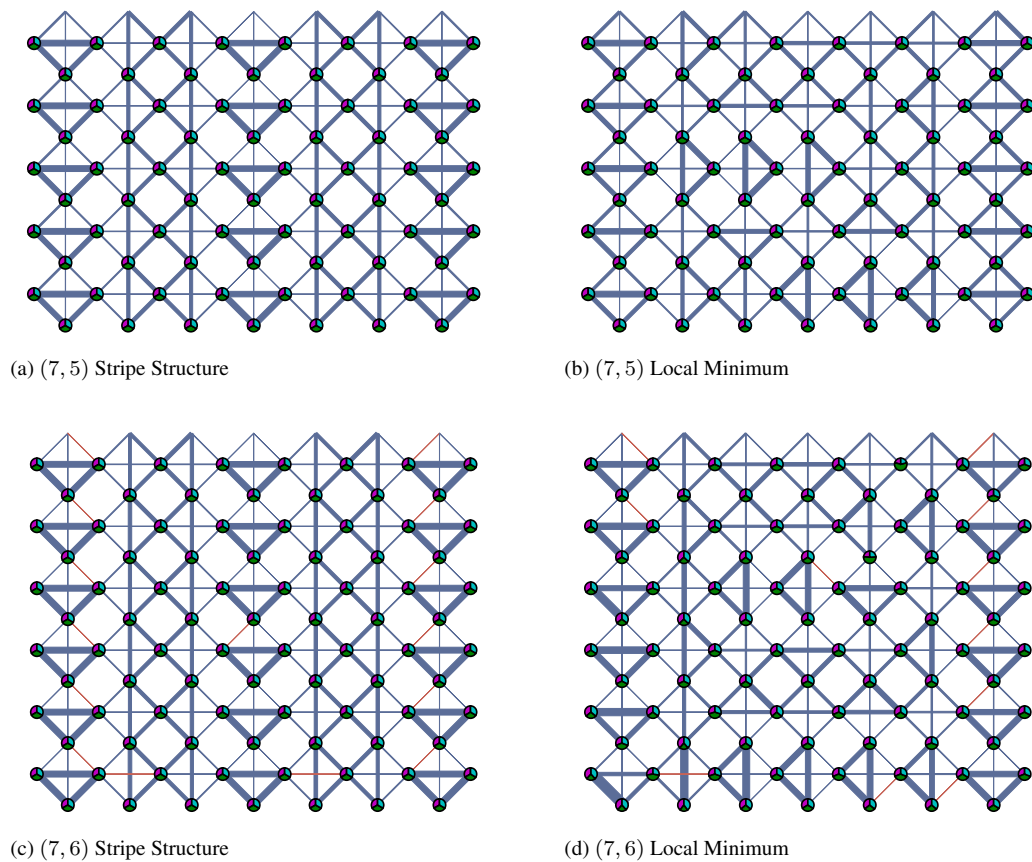 (a) (7, 5) Stripe Structure
(b) (7, 5) Local Minimum
(c) (7, 6) Stripe Structure
(d) (7, 6) Local Minimum